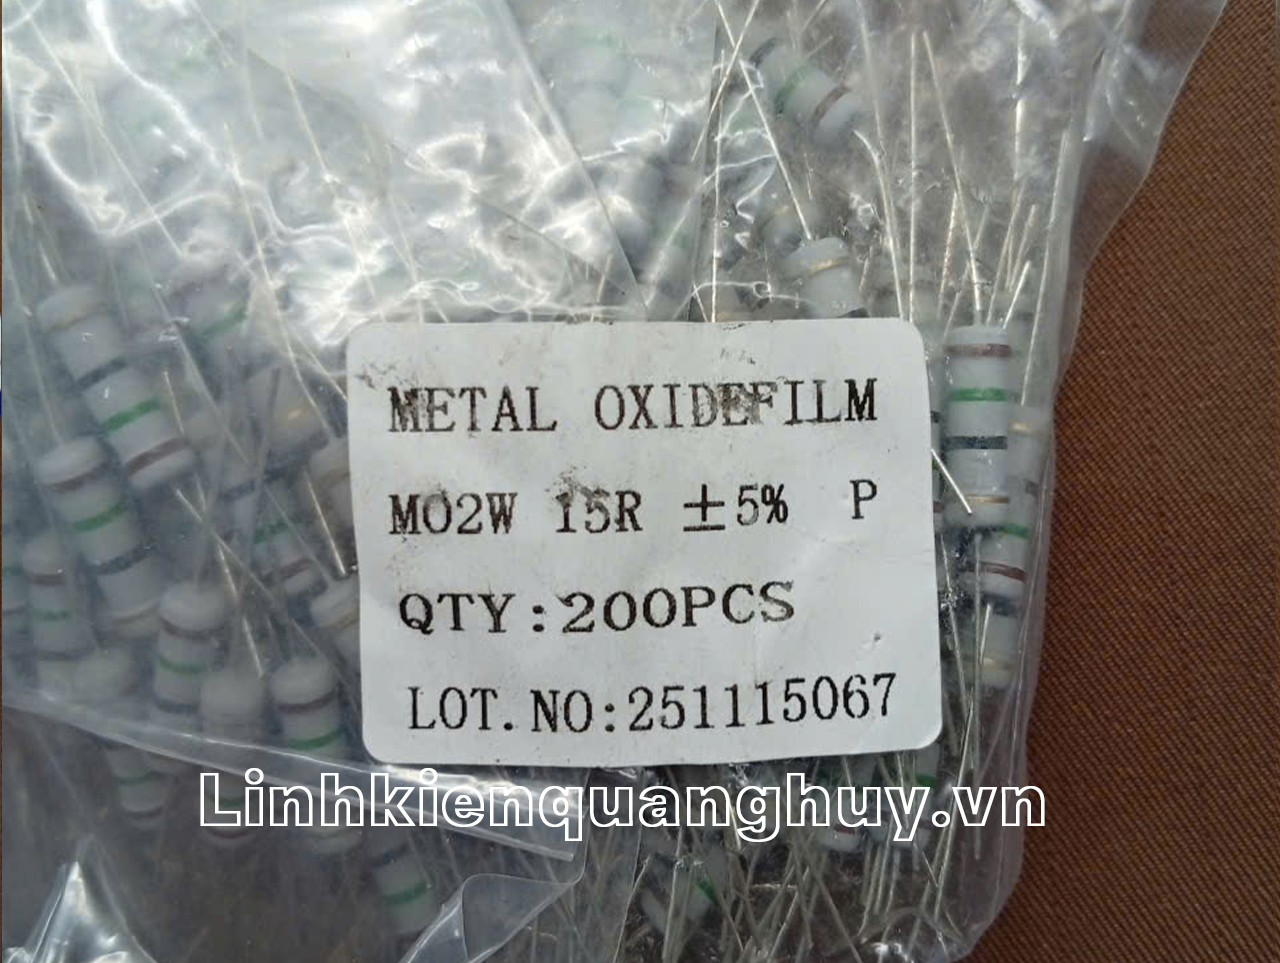 METAL OXIDEFILM
MO2W 15R ±5% P
QTY:200PCS
LOT.NO:251115067
Linhkienquanghuy.vn